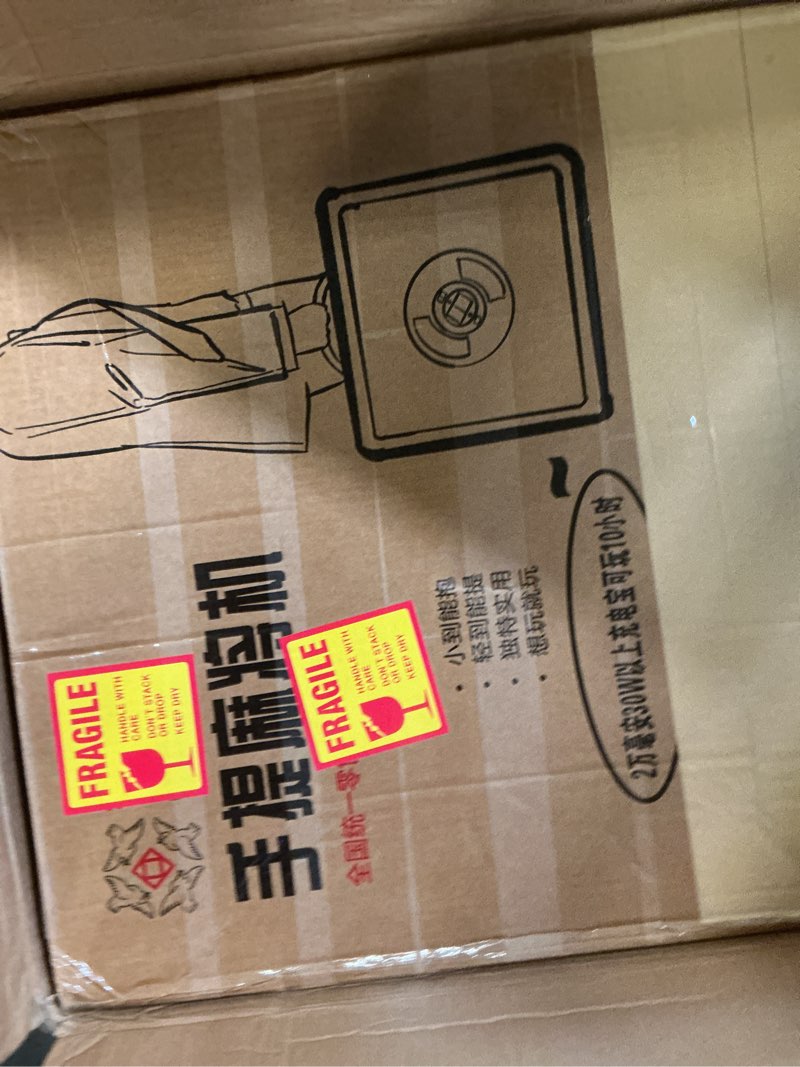 FRAGILE
HANDLE WITH
CARE
DON'T STACK
OR DROP
KEEP DRY
手提麻将机
FRAGILE
HANDLE WITH
CARE
DON'T STACK
OR DROP
KEEP DRY
全国统一零
· 小到能抱
· 轻到能提
· 独特实用
· 想玩就玩
2万毫安30W以上充电宝可玩10小时